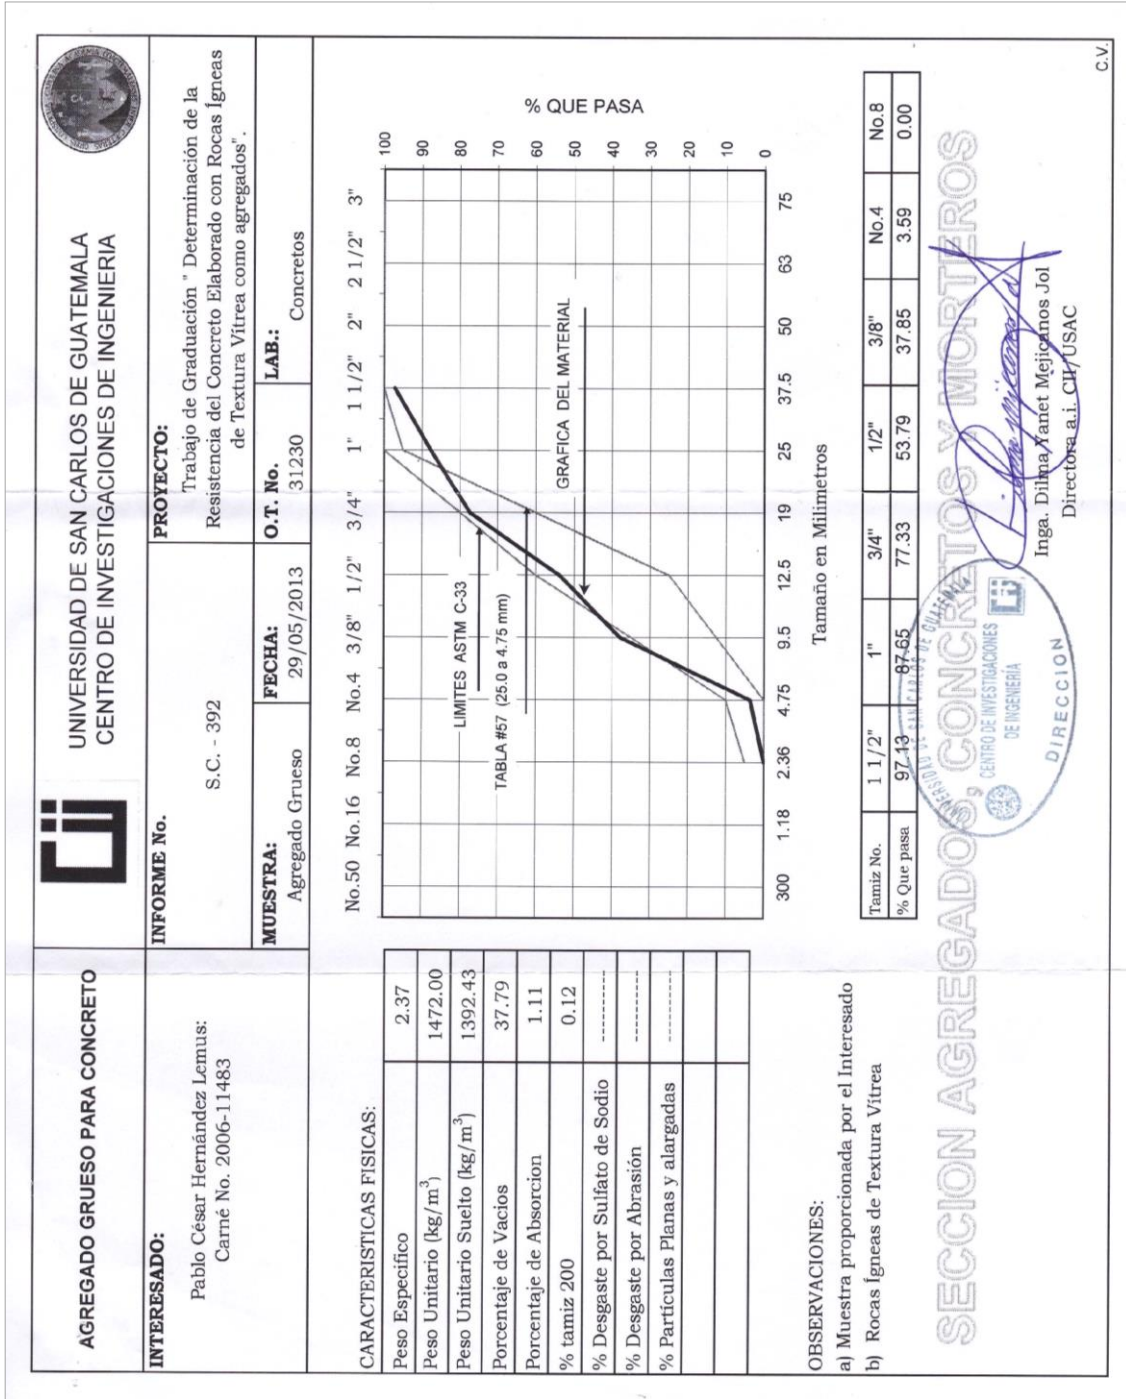 AGREGADO GRUESO PARA CONCRETO
UNIVERSIDAD DE SAN CARLOS DE GUATEMALA
CENTRO DE INVESTIGACIONES DE INGENIERIA
INTERESADO:
Pablo César Hernández Lemus:
Carné No. 2006-11483
INFORME No.
S.C. - 392
PROYECTO:
Trabajo de Graduación " Determinación de la
Resistencia del Concreto Elaborado con Rocas Ígneas
de Textura Vítrea como agregados".
MUESTRA:
Agregado Grueso
FECHA:
29/05/2013
O.T. No.
31230
LAB.:
Concretos
CARACTERISTICAS FISICAS:
Peso Especifico 2.37
Peso Unitario (kg/m³) 1472.00
Peso Unitario Suelto (kg/m³) 1392.43
Porcentaje de Vacios 37.79
Porcentaje de Absorcion 1.11
% tamiz 200 0.12
% Desgaste por Sulfato de Sodio -----------
% Desgaste por Abrasión -----------
% Partículas Planas y alargadas -----------
No.50 No.16 No.8 No.4 3/8" 1/2" 3/4" 1" 1 1/2" 2" 2 1/2" 3"
LIMITES ASTM C-33
TABLA #57 (25.0 a 4.75 mm)
GRAFICA DEL MATERIAL
100
90
80
70
60
50
40
30
20
10
0
% QUE PASA
300 1.18 2.36 4.75 9.5 12.5 19 25 37.5 50 63 75
Tamaño en Milimetros
Tamiz No. 1 1/2" 1" 3/4" 1/2" 3/8" No.4 No.8
% Que pasa 97.13 87.65 77.33 53.79 37.85 3.59 0.00
OBSERVACIONES:
a) Muestra proporcionada por el Interesado
b) Rocas Ígneas de Textura Vítrea
SECCION AGREGADOS, CONCRETOS Y MORTEROS
UNIVERSIDAD DE SAN CARLOS DE GUATEMALA
CENTRO DE INVESTIGACIONES
DE INGENIERÍA
DIRECCION
Inga. Dilma Yanet Mejicanos Jol
Directora a.i. CII/USAC
C.V.